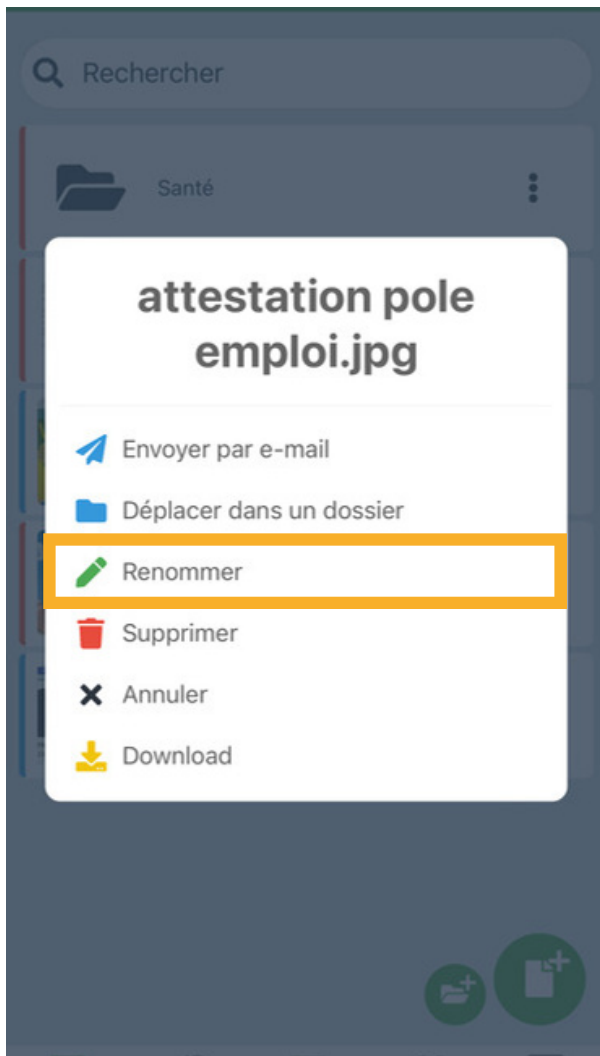 Rechercher
Santé
attestation pole
emploi.jpg
Envoyer par e-mail
Déplacer dans un dossier
Renommer
Supprimer
Annuler
Download